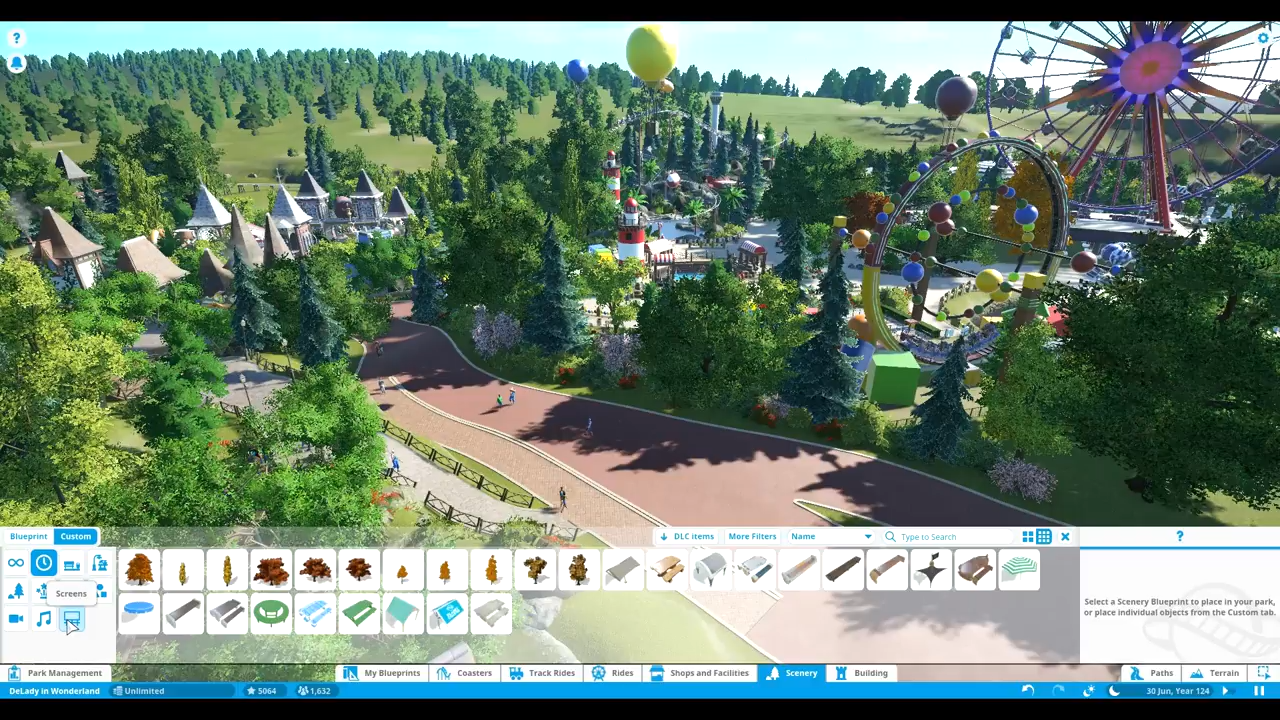 ?
Blueprint
Custom
DLC items
More Filters
Name
Type to Search
?
Screens
Select a Scenery Blueprint to place in your park,
or place individual objects from the Custom tab.
Park Management
My Blueprints
Coasters
Track Rides
Rides
Shops and Facilities
Scenery
Building
Paths
Terrain
DeLady in Wonderland
Unlimited
5064
1,632
30 Jun, Year 124